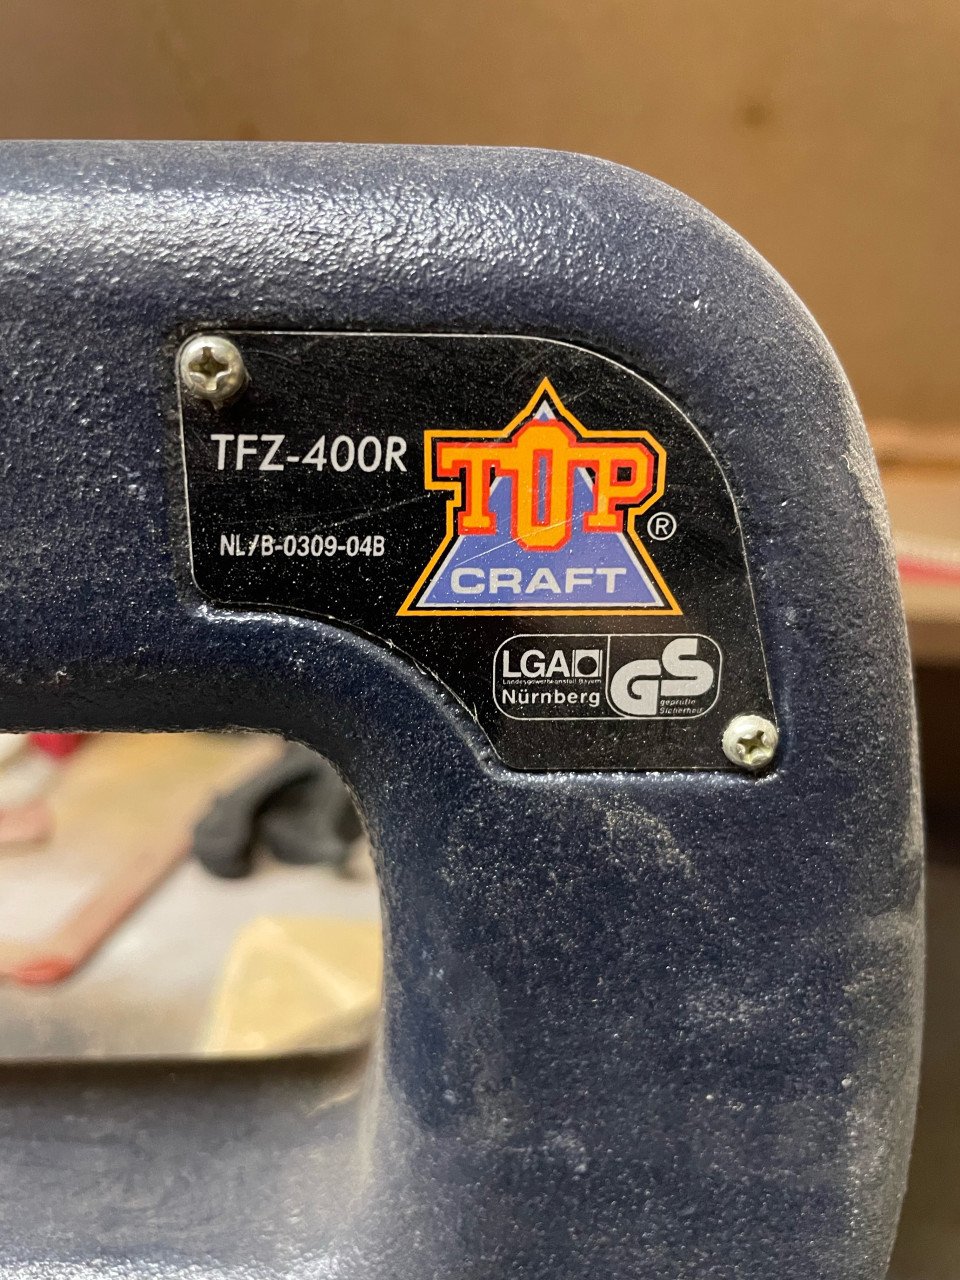 TFZ-400R
NL/B-0309-04B
TOP
®
CRAFT
LGA
Landesgewerbeanstalt Bayern
Nürnberg
GS
geprüfte
Sicherheit